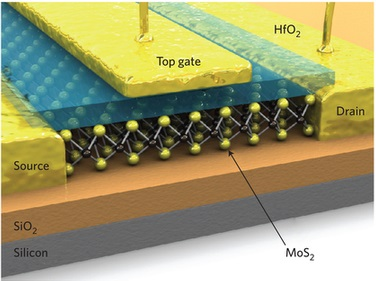 HfO₂
Top gate
Drain
Source
SiO₂
Silicon
MoS₂